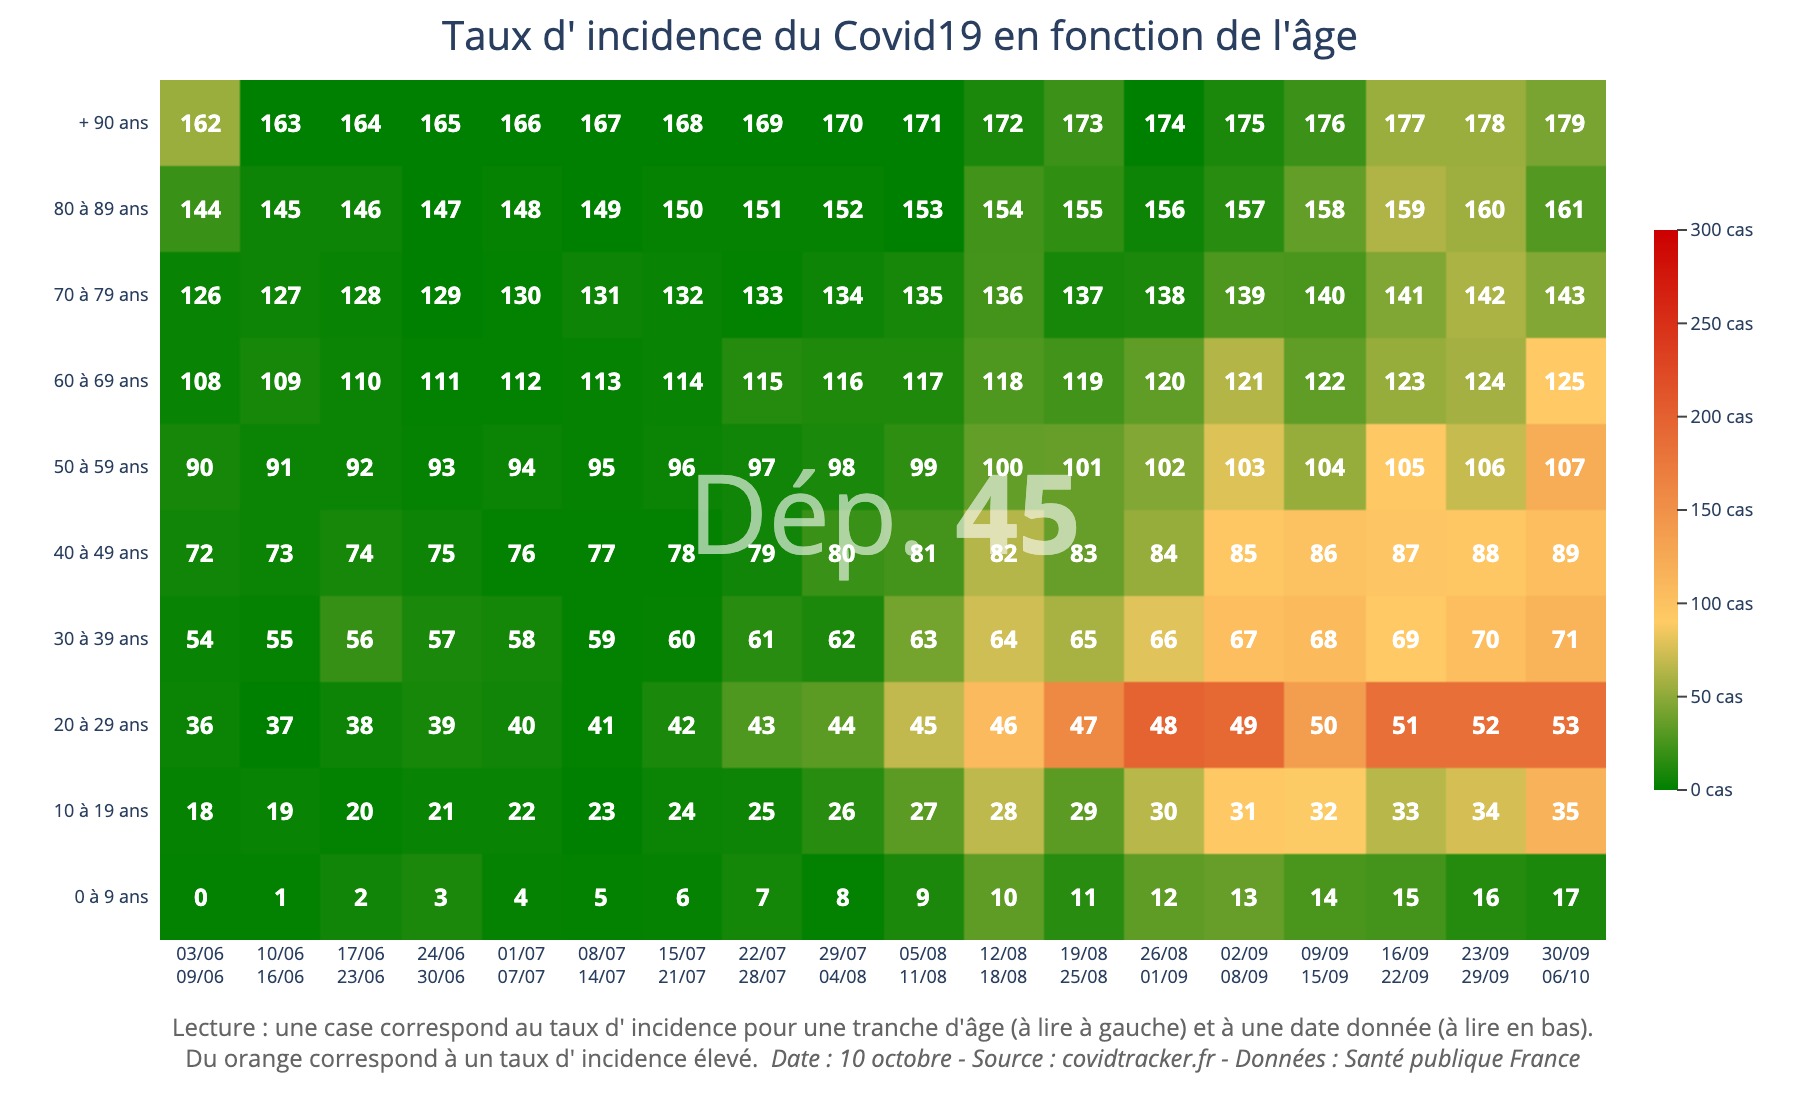 Taux d' incidence du Covid19 en fonction de l'âge
+ 90 ans 162 163 164 165 166 167 168 169 170 171 172 173 174 175 176 177 178 179
80 à 89 ans 144 145 146 147 148 149 150 151 152 153 154 155 156 157 158 159 160 161
70 à 79 ans 126 127 128 129 130 131 132 133 134 135 136 137 138 139 140 141 142 143
60 à 69 ans 108 109 110 111 112 113 114 115 116 117 118 119 120 121 122 123 124 125
50 à 59 ans 90 91 92 93 94 95 96 97 98 99 100 101 102 103 104 105 106 107
Dép. 45
40 à 49 ans 72 73 74 75 76 77 78 79 80 81 82 83 84 85 86 87 88 89
30 à 39 ans 54 55 56 57 58 59 60 61 62 63 64 65 66 67 68 69 70 71
20 à 29 ans 36 37 38 39 40 41 42 43 44 45 46 47 48 49 50 51 52 53
10 à 19 ans 18 19 20 21 22 23 24 25 26 27 28 29 30 31 32 33 34 35
0 à 9 ans 0 1 2 3 4 5 6 7 8 9 10 11 12 13 14 15 16 17
03/06 10/06 17/06 24/06 01/07 08/07 15/07 22/07 29/07 05/08 12/08 19/08 26/08 02/09 09/09 16/09 23/09 30/09
09/06 16/06 23/06 30/06 07/07 14/07 21/07 28/07 04/08 11/08 18/08 25/08 01/09 08/09 15/09 22/09 29/09 06/10
300 cas
250 cas
200 cas
150 cas
100 cas
50 cas
0 cas
Lecture : une case correspond au taux d' incidence pour une tranche d'âge (à lire à gauche) et à une date donnée (à lire en bas).
Du orange correspond à un taux d' incidence élevé. Date : 10 octobre - Source : covidtracker.fr - Données : Santé publique France